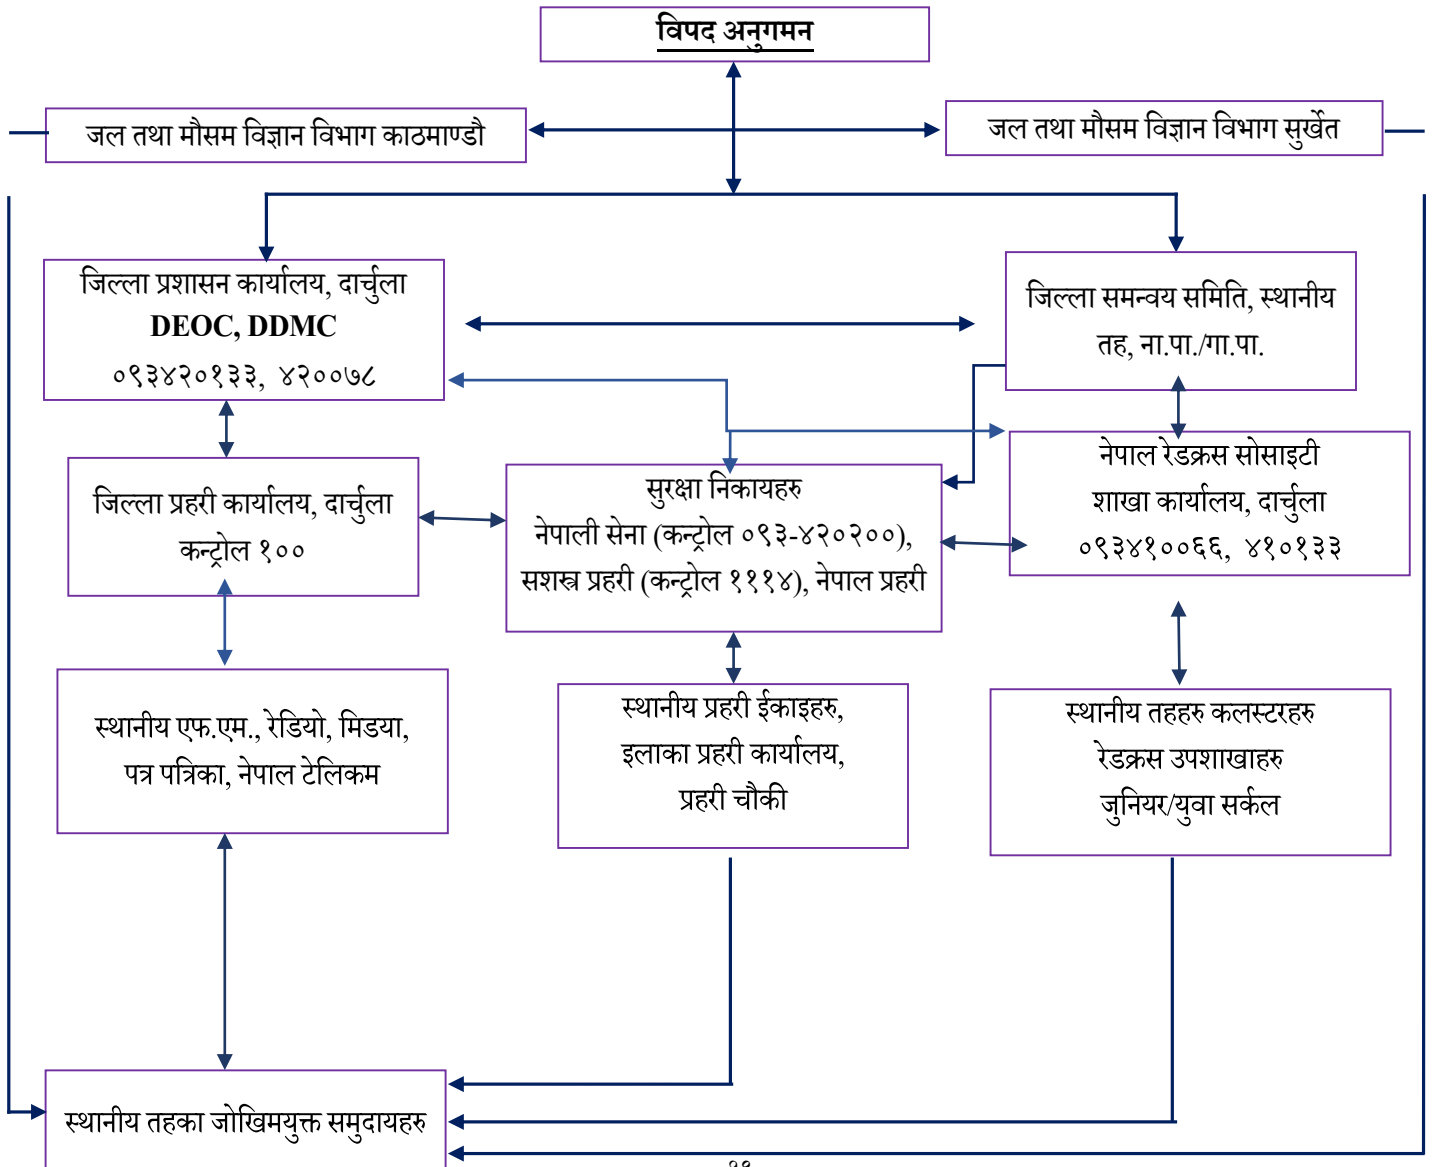 विपद अनुगमन
जल तथा मौसम विज्ञान विभाग काठमाण्डौ
जल तथा मौसम विज्ञान विभाग सुर्खेत
जिल्ला प्रशासन कार्यालय, दार्चुला
DEOC, DDMC
०९३४२०१३३, ४२००७८
जिल्ला समन्वय समिति, स्थानीय
तह, ना.पा./गा.पा.
जिल्ला प्रहरी कार्यालय, दार्चुला
कन्ट्रोल १००
सुरक्षा निकायहरु
नेपाली सेना (कन्ट्रोल ०९३-४२०२००),
सशस्त्र प्रहरी (कन्ट्रोल १११४), नेपाल प्रहरी
नेपाल रेडक्रस सोसाइटी
शाखा कार्यालय, दार्चुला
०९३४१००६६, ४१०१३३
स्थानीय एफ.एम., रेडियो, मिडया,
पत्र पत्रिका, नेपाल टेलिकम
स्थानीय प्रहरी ईकाइहरु,
इलाका प्रहरी कार्यालय,
प्रहरी चौकी
स्थानीय तहहरु कलस्टरहरु
रेडक्रस उपशाखाहरु
जुनियर/युवा सर्कल
स्थानीय तहका जोखिमयुक्त समुदायहरु